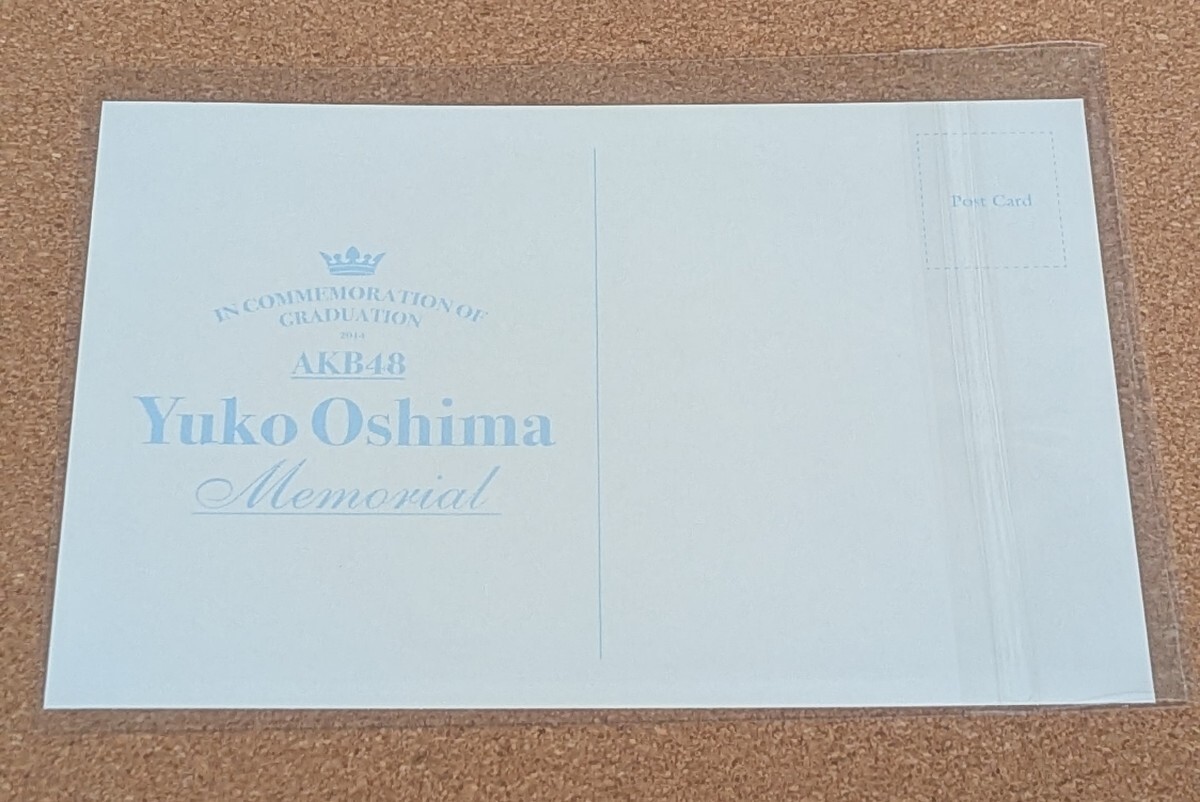 IN COMMEMORATION OF
GRADUATION
2014
AKB48
Yuko Oshima
Memorial
Post Card